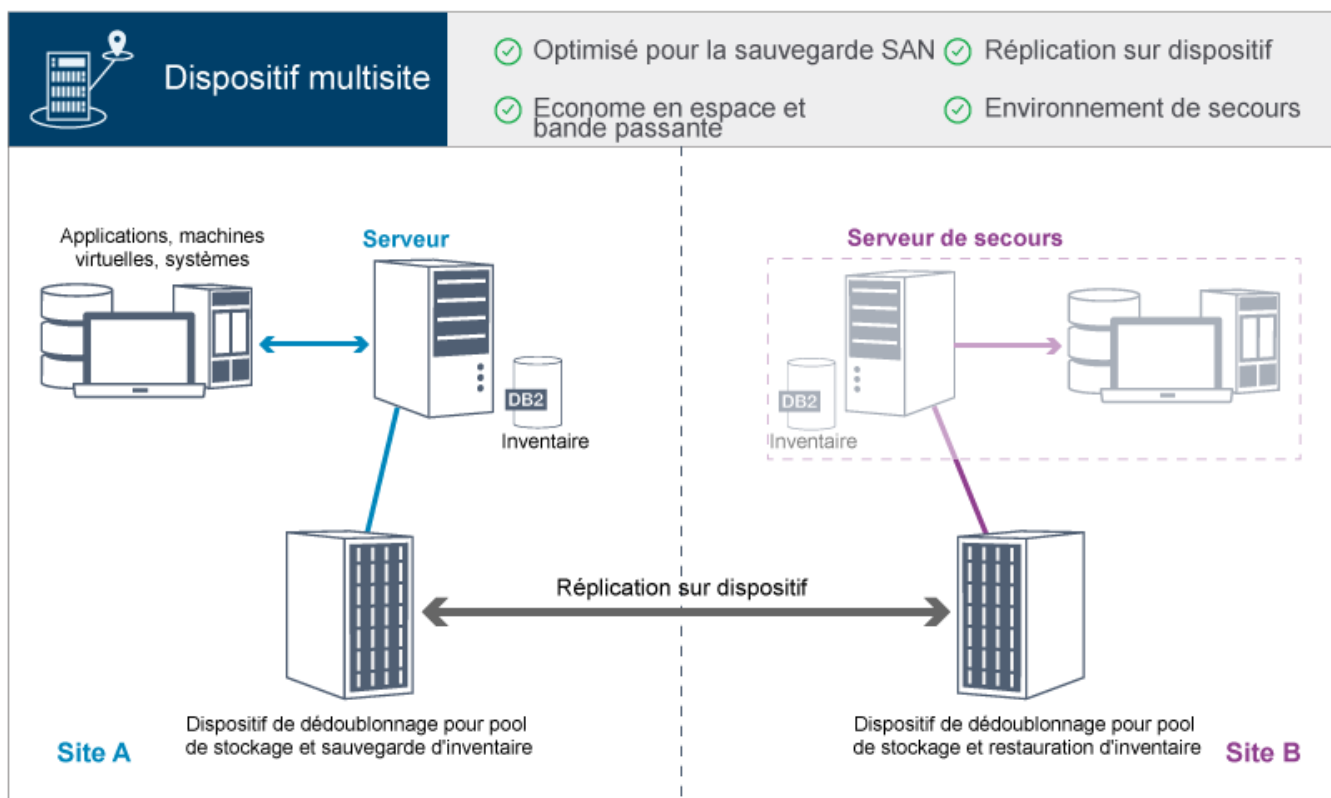 Dispositif multisite
Optimisé pour la sauvegarde SAN
Réplication sur dispositif
Econome en espace et
bande passante
Environnement de secours
Applications, machines
virtuelles, systèmes
Serveur
DB2
Inventaire
Serveur de secours
DB2
Inventaire
Réplication sur dispositif
Dispositif de dédoublonnage pour pool
de stockage et sauvegarde d'inventaire
Site A
Dispositif de dédoublonnage pour pool
de stockage et restauration d'inventaire
Site B